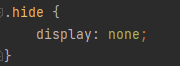 .hide {
    display: none;
}